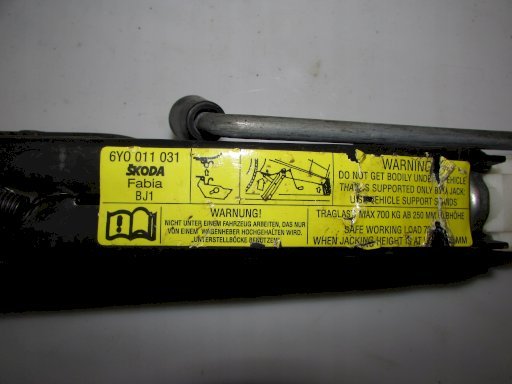 6Y0 011 031
ŠKODA
Fabia
BJ1
WARNUNG!
NICHT UNTER EINEM FAHRZEUG ARBEITEN, DAS NUR
VON EINEM WAGENHEBER HOCHGEHALTEN WIRD.
UNTERSTELLBÖCKE BENUTZEN
WARNING
DO NOT GET BODILY UNDER VEHICLE
THAT IS SUPPORTED ONLY BY A JACK
USE VEHICLE SUPPORT STANDS
TRAGLAST MAX 700 KG AB 250 MM HUBHÖHE
SAFE WORKING LOAD
WHEN JACKING HEIGHT IS AT MM